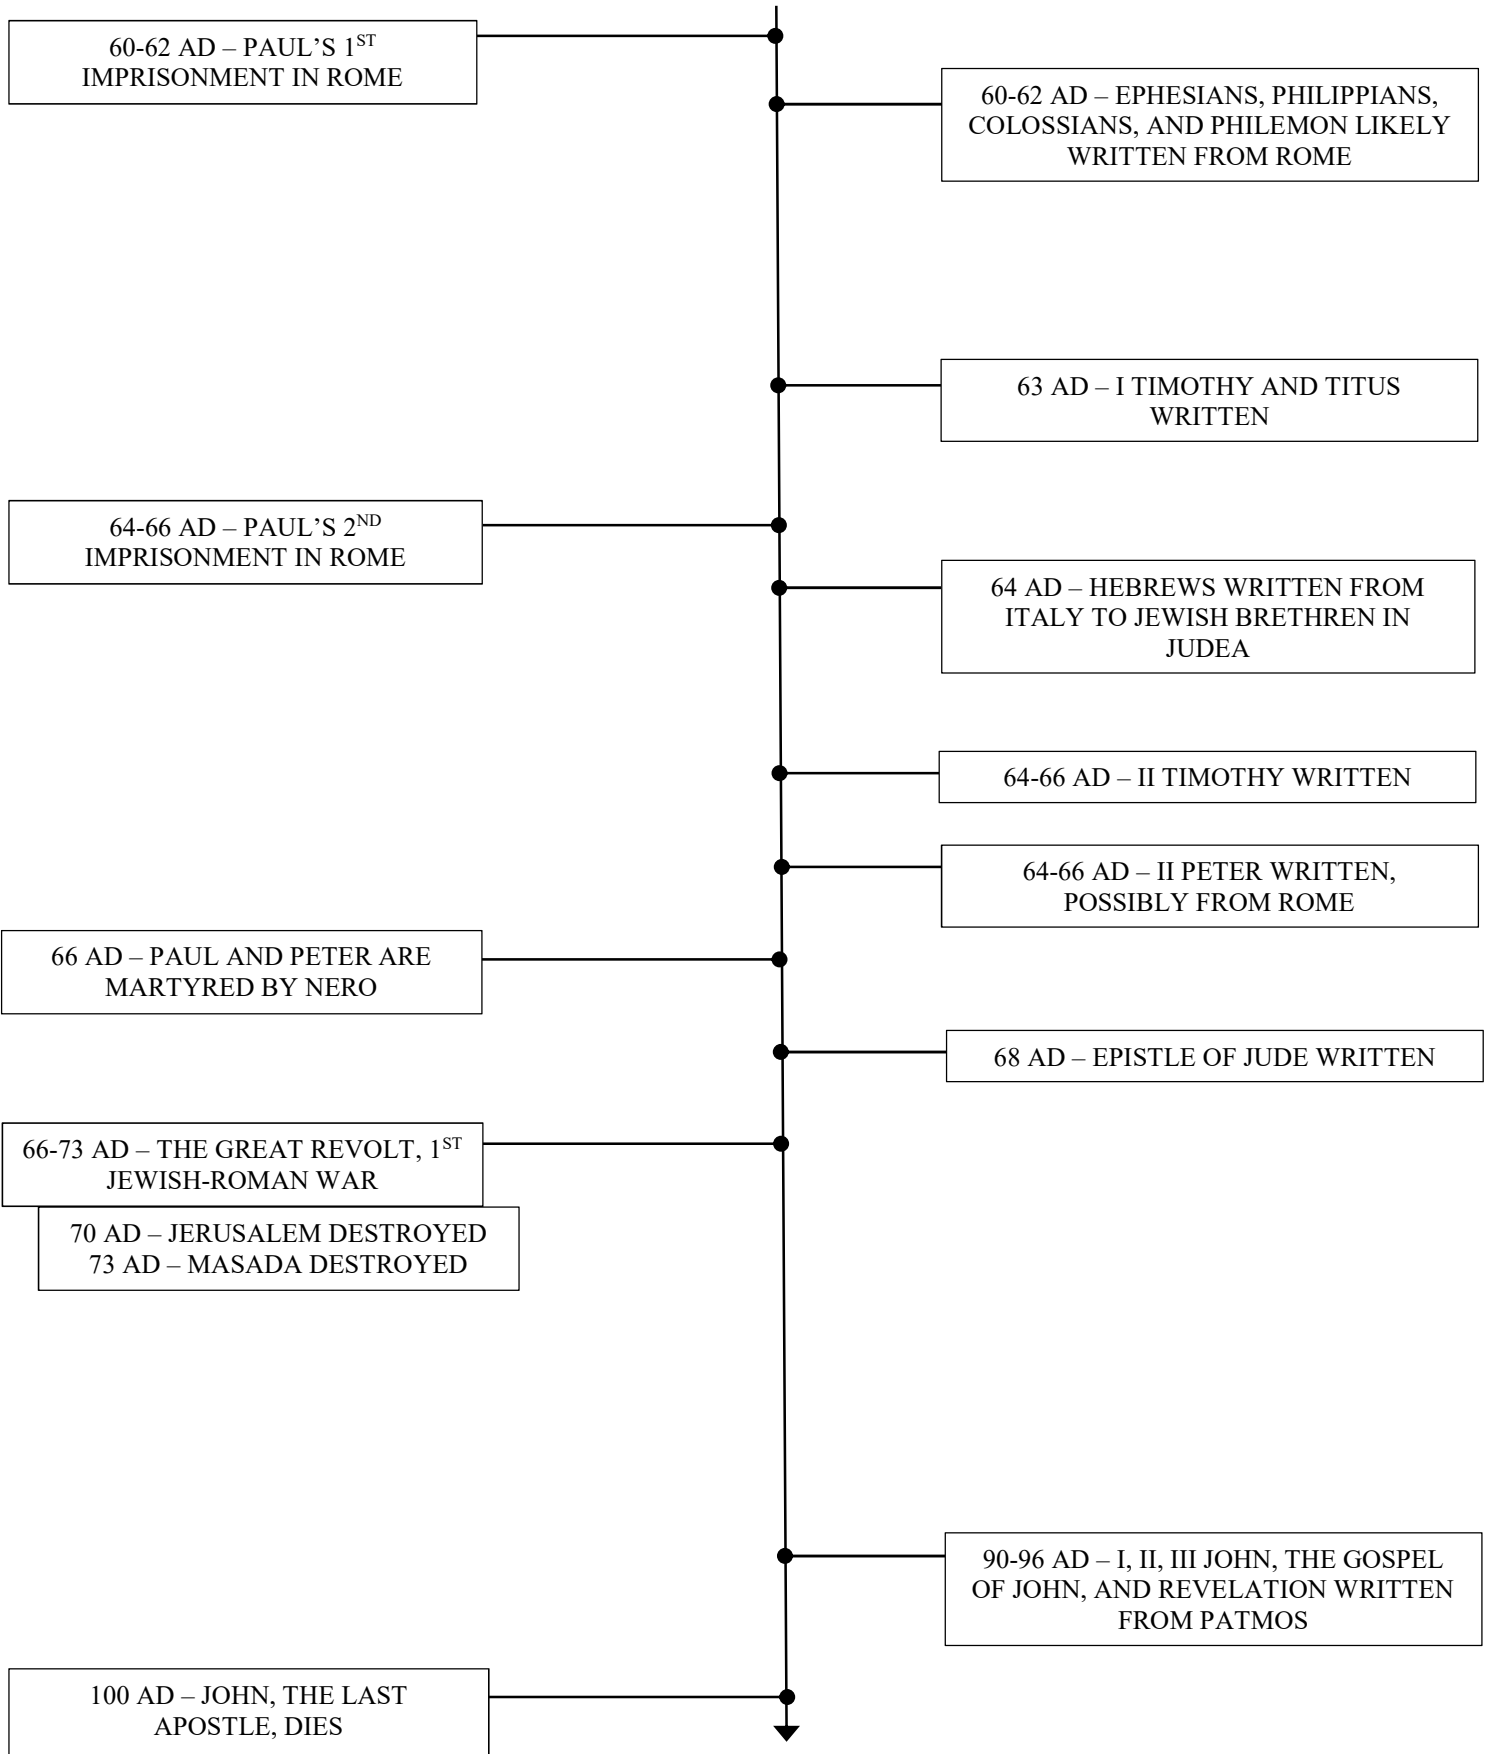 60-62 AD – PAUL'S 1ST
IMPRISONMENT IN ROME
60-62 AD – EPHESIANS, PHILIPPIANS,
COLOSSIANS, AND PHILEMON LIKELY
WRITTEN FROM ROME
63 AD – I TIMOTHY AND TITUS
WRITTEN
64-66 AD – PAUL'S 2ND
IMPRISONMENT IN ROME
64 AD – HEBREWS WRITTEN FROM
ITALY TO JEWISH BRETHREN IN
JUDEA
64-66 AD – II TIMOTHY WRITTEN
64-66 AD – II PETER WRITTEN,
POSSIBLY FROM ROME
66 AD – PAUL AND PETER ARE
MARTYRED BY NERO
68 AD – EPISTLE OF JUDE WRITTEN
66-73 AD – THE GREAT REVOLT, 1ST
JEWISH-ROMAN WAR
70 AD – JERUSALEM DESTROYED
73 AD – MASADA DESTROYED
90-96 AD – I, II, III JOHN, THE GOSPEL
OF JOHN, AND REVELATION WRITTEN
FROM PATMOS
100 AD – JOHN, THE LAST
APOSTLE, DIES